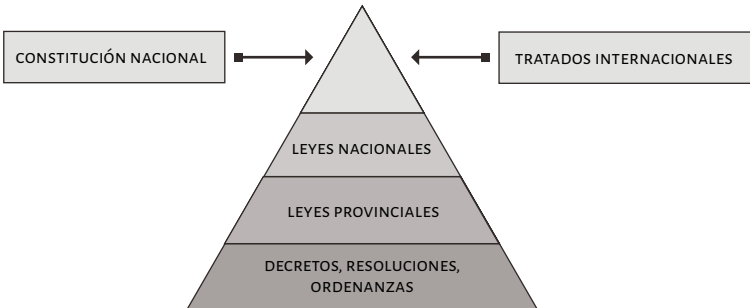 CONSTITUCIÓN NACIONAL
TRATADOS INTERNACIONALES
LEYES NACIONALES
LEYES PROVINCIALES
DECRETOS, RESOLUCIONES,
ORDENANZAS